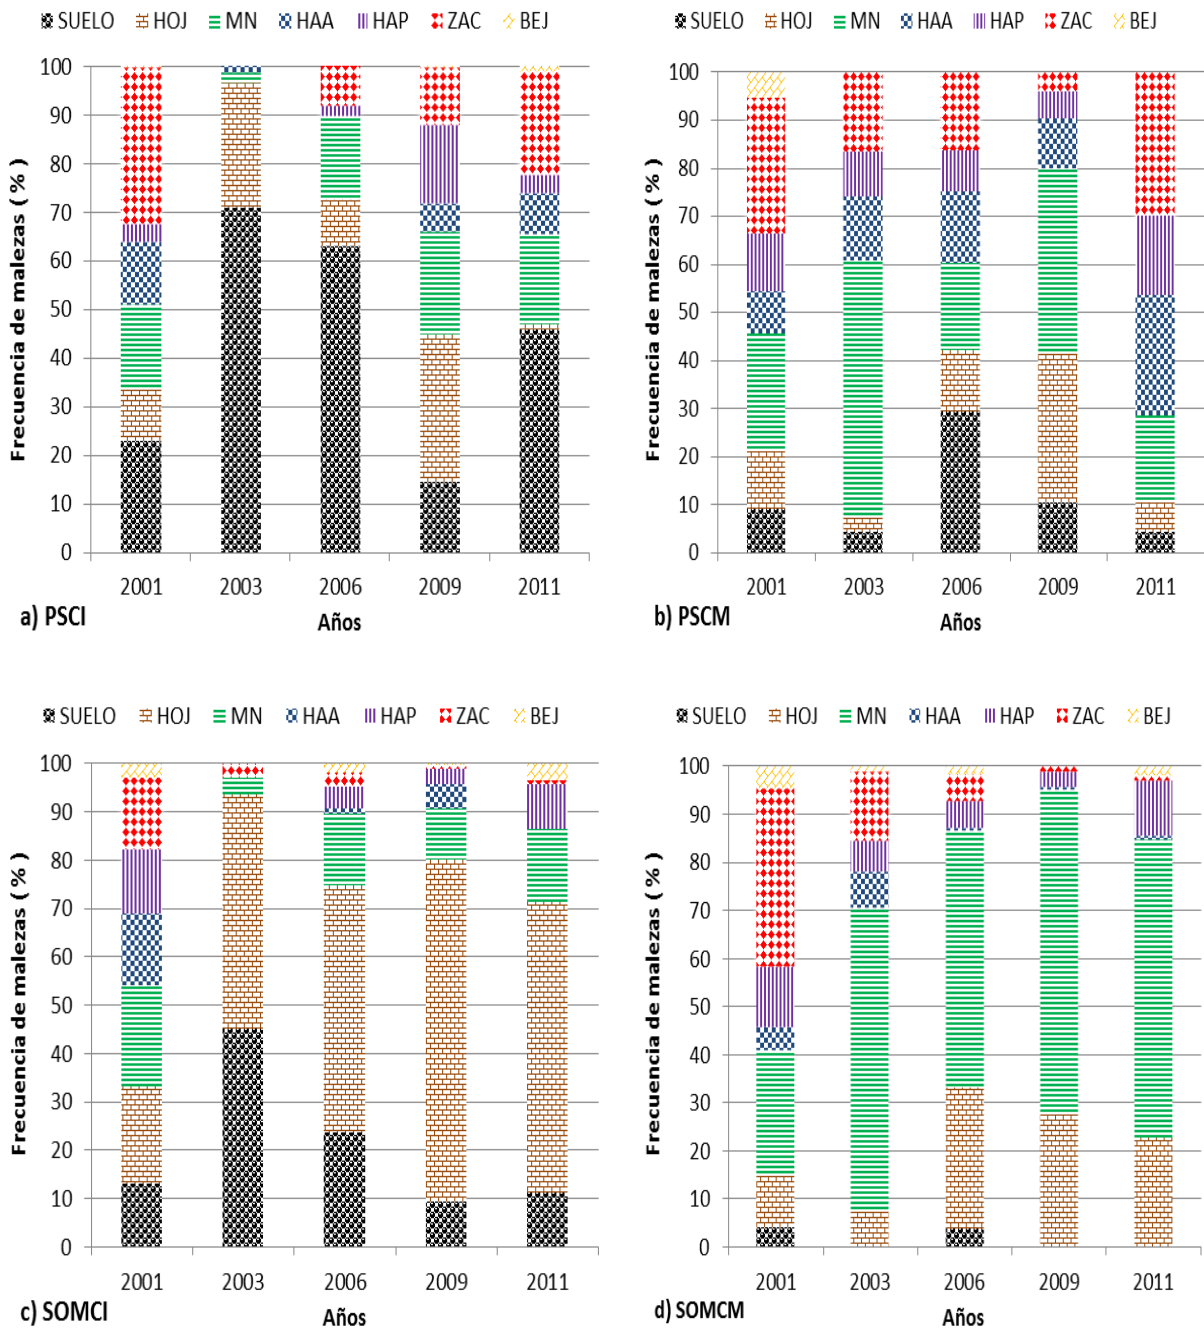 SUELO HOJ MN HAA HAP ZAC BEJ
Frecuencia de malezas ( % )
100
90
80
70
60
50
40
30
20
10
0
2001 2003 2006 2009 2011
a) PSCI
Años
SUELO HOJ MN HAA HAP ZAC BEJ
Frecuencia de malezas ( % )
100
90
80
70
60
50
40
30
20
10
0
2001 2003 2006 2009 2011
b) PSCM
Años
SUELO HOJ MN HAA HAP ZAC BEJ
Frecuencia de malezas ( % )
100
90
80
70
60
50
40
30
20
10
0
2001 2003 2006 2009 2011
c) SOMCI
Años
SUELO HOJ MN HAA HAP ZAC BEJ
Frecuencia de malezas ( % )
100
90
80
70
60
50
40
30
20
10
0
2001 2003 2006 2009 2011
d) SOMCM
Años